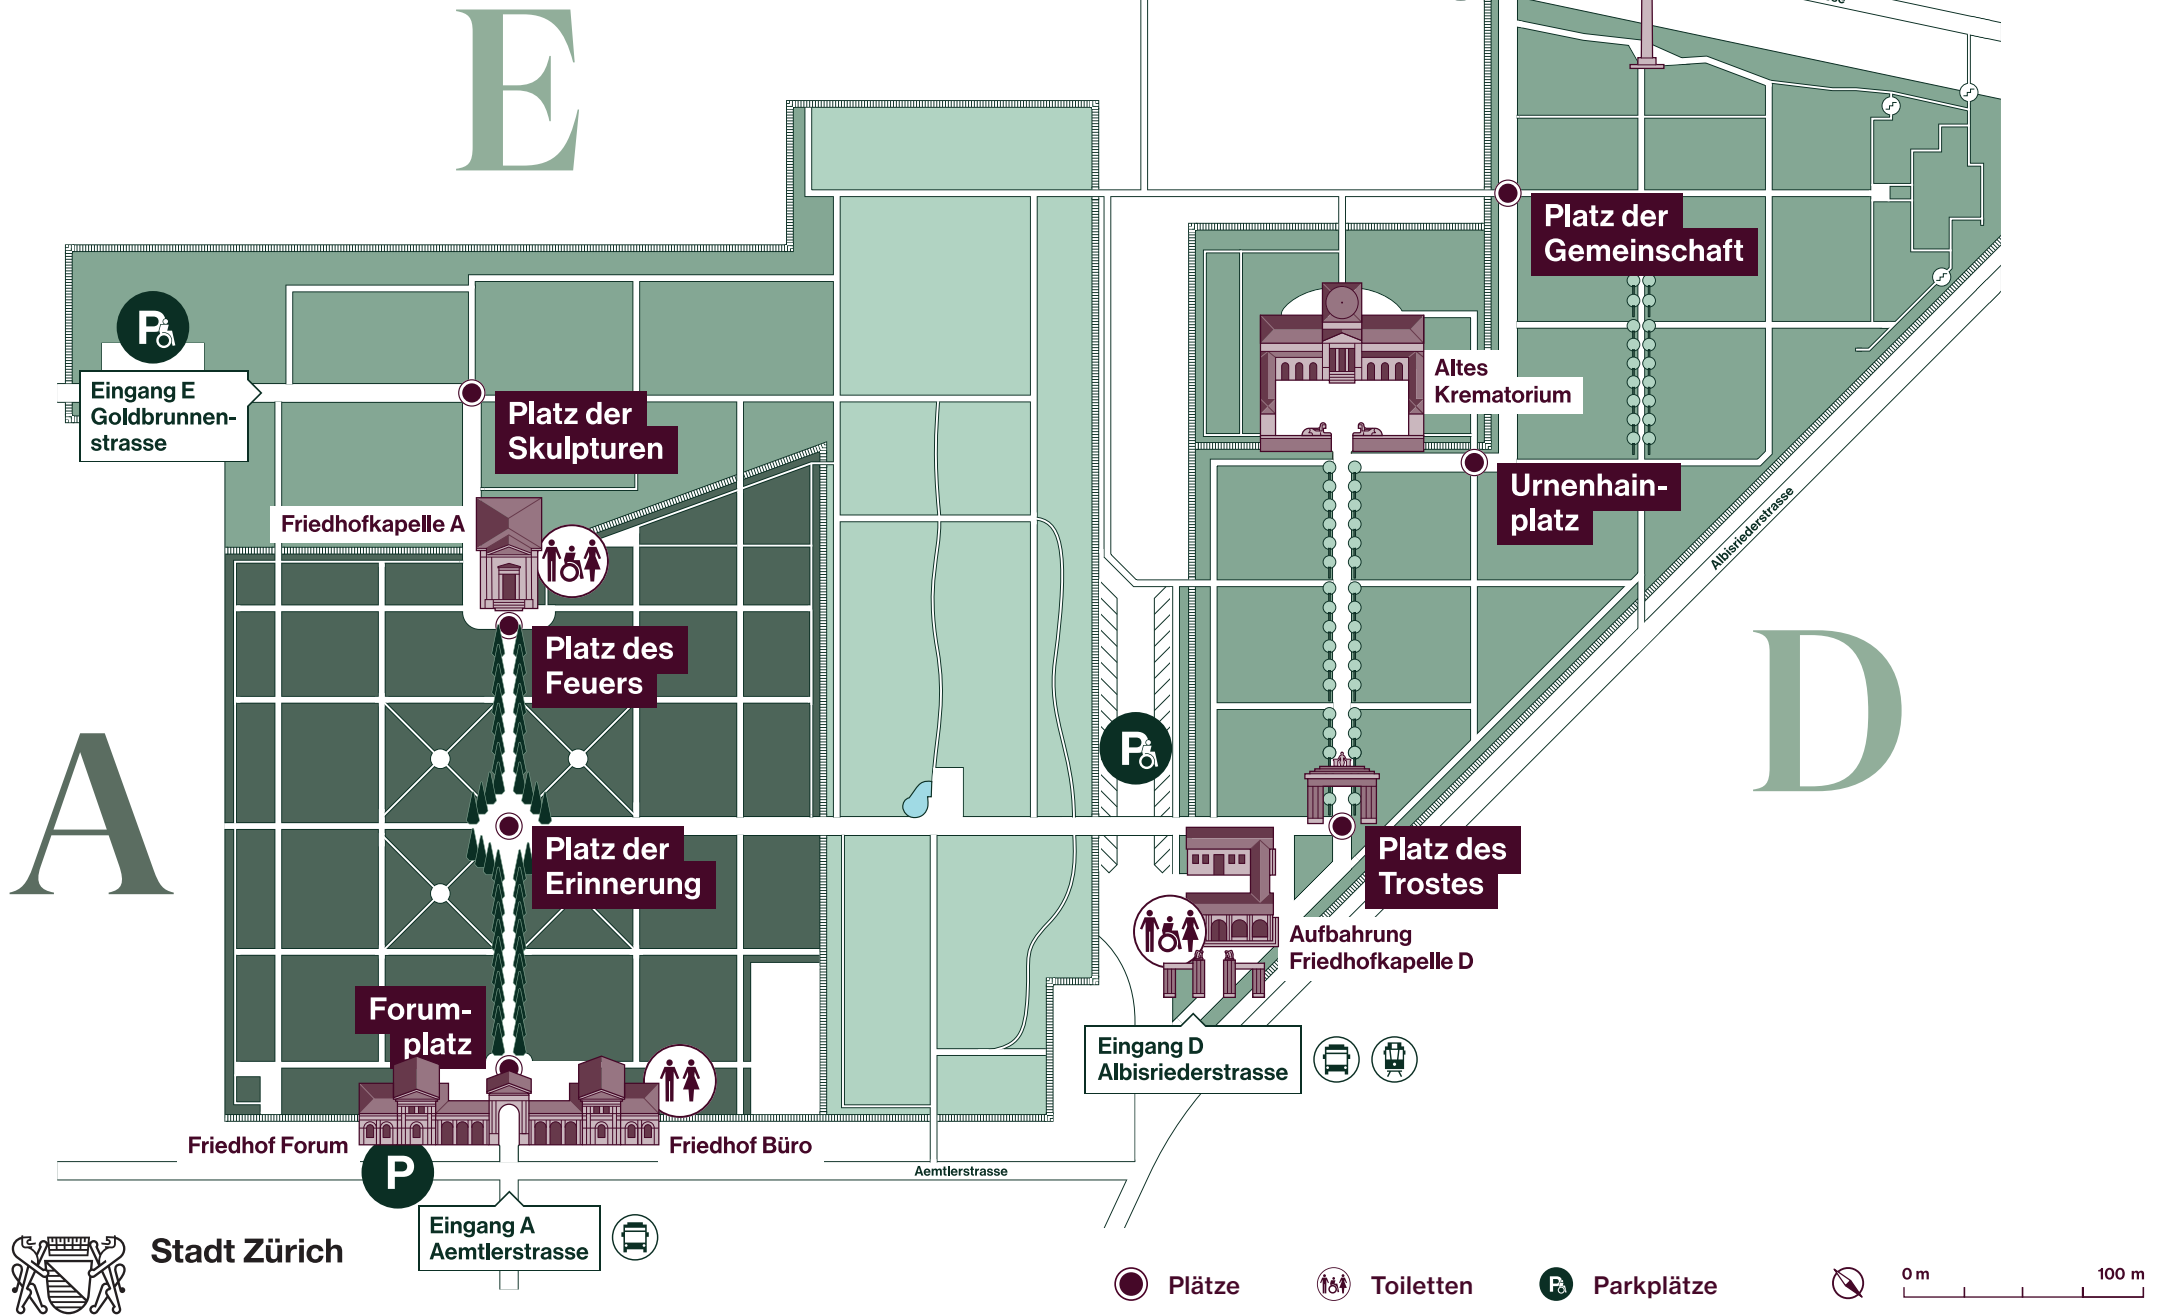 E
Platz der
Gemeinschaft
P
Eingang E
Goldbrunnen-
strasse
Platz der
Skulpturen
Altes
Krematorium
Urnenhain-
platz
Friedhofkapelle A
Albisriederstrasse
Platz des
Feuers
D
A
P
Platz der
Erinnerung
Platz des
Trostes
Aufbahrung
Friedhofkapelle D
Forum-
platz
Eingang D
Albisriederstrasse
Friedhof Forum
Friedhof Büro
P
Aemtlerstrasse
Eingang A
Aemtlerstrasse
Stadt Zürich
Plätze
Toiletten
P
Parkplätze
0 m
100 m